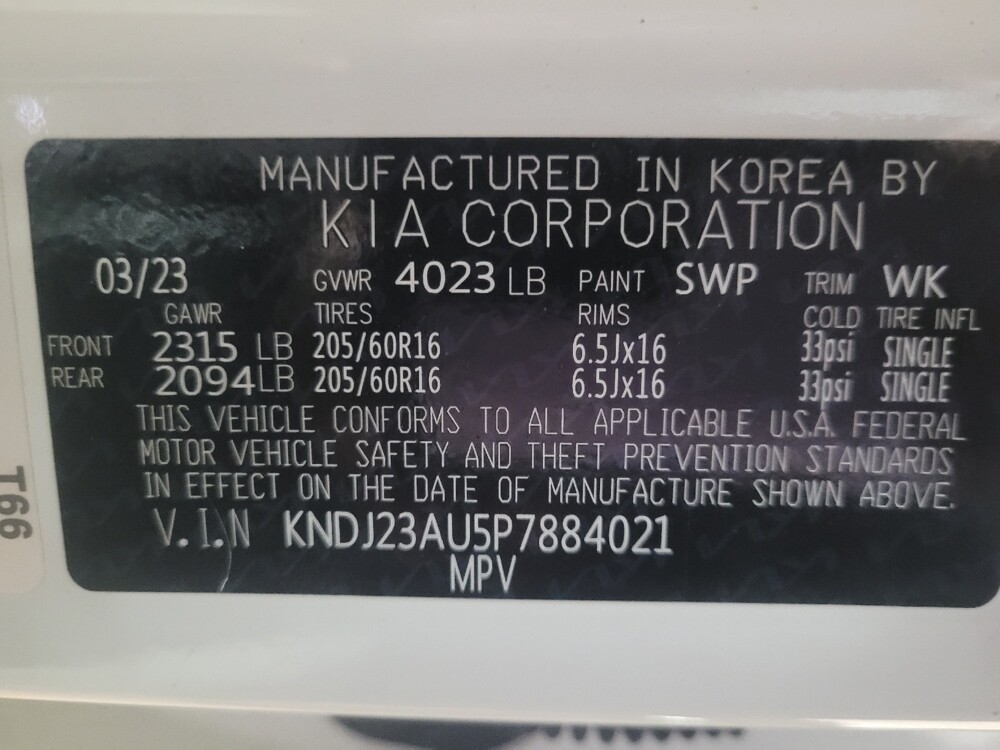 MANUFACTURED IN KOREA BY
KIA CORPORATION
03/23 GVWR 4023 LB PAINT SWP TRIM WK
GAWR TIRES RIMS COLD TIRE INFL
FRONT 2315 LB 205/60R16 6.5Jx16 33psi SINGLE
REAR 2094 LB 205/60R16 6.5Jx16 33psi SINGLE
THIS VEHICLE CONFORMS TO ALL APPLICABLE U.S.A. FEDERAL
MOTOR VEHICLE SAFETY AND THEFT PREVENTION STANDARDS
IN EFFECT ON THE DATE OF MANUFACTURE SHOWN ABOVE.
V.I.N KNDJ23AU5P7884021
MPV
T66